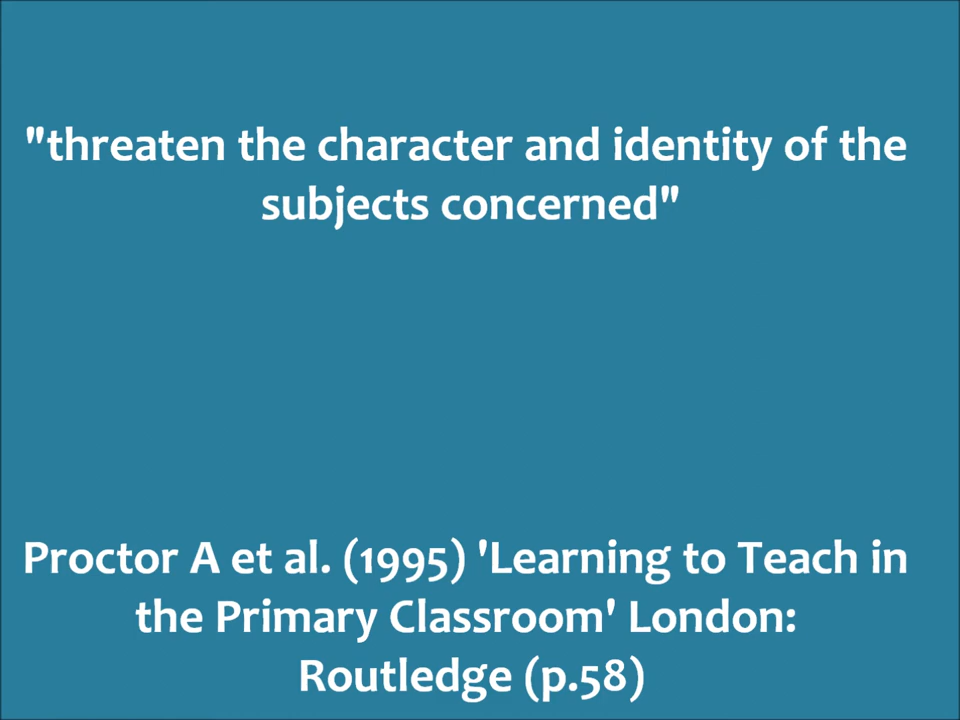 "threaten the character and identity of the
subjects concerned"
Proctor A et al. (1995) 'Learning to Teach in
the Primary Classroom' London:
Routledge (p.58)